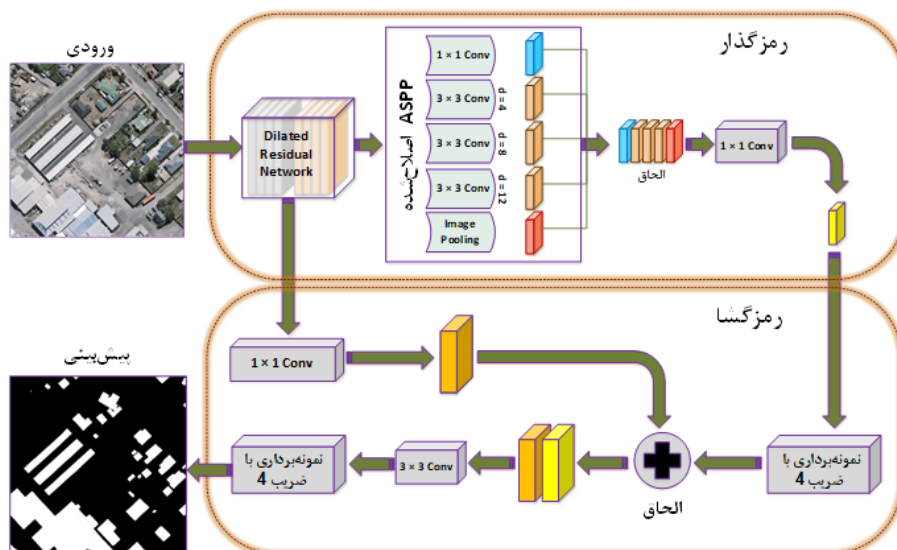 ورودی
رمزگذار
Dilated
Residual
Network
ASPP اصلاح‌شده
1 × 1 Conv
3 × 3 Conv
d = 4
3 × 3 Conv
d = 8
3 × 3 Conv
d = 12
Image
Pooling
الحاق
1 × 1 Conv
رمزگشا
پیش‌بینی
1 × 1 Conv
نمونه‌برداری با
ضریب 4
3 × 3 Conv
الحاق
نمونه‌برداری با
ضریب 4